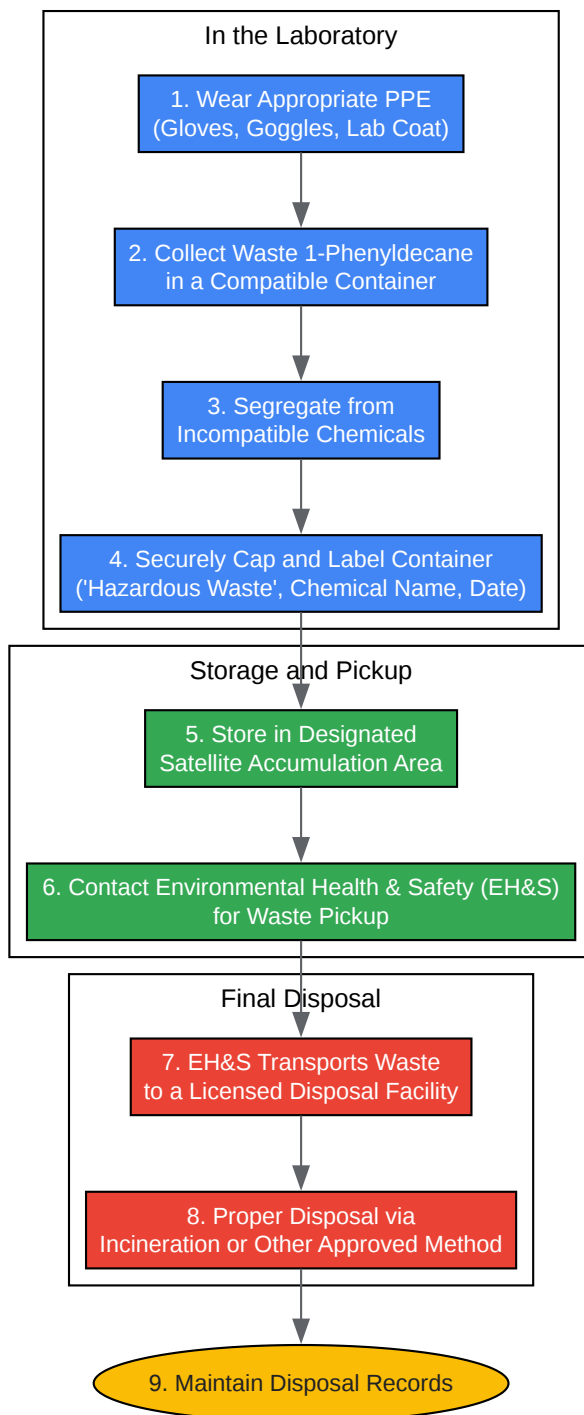 In the Laboratory
1. Wear Appropriate PPE
(Gloves, Goggles, Lab Coat)
2. Collect Waste 1-Phenyldecane
in a Compatible Container
3. Segregate from
Incompatible Chemicals
4. Securely Cap and Label Container
('Hazardous Waste', Chemical Name, Date)
Storage and Pickup
5. Store in Designated
Satellite Accumulation Area
6. Contact Environmental Health & Safety (EH&S)
for Waste Pickup
Final Disposal
7. EH&S Transports Waste
to a Licensed Disposal Facility
8. Proper Disposal via
Incineration or Other Approved Method
9. Maintain Disposal Records